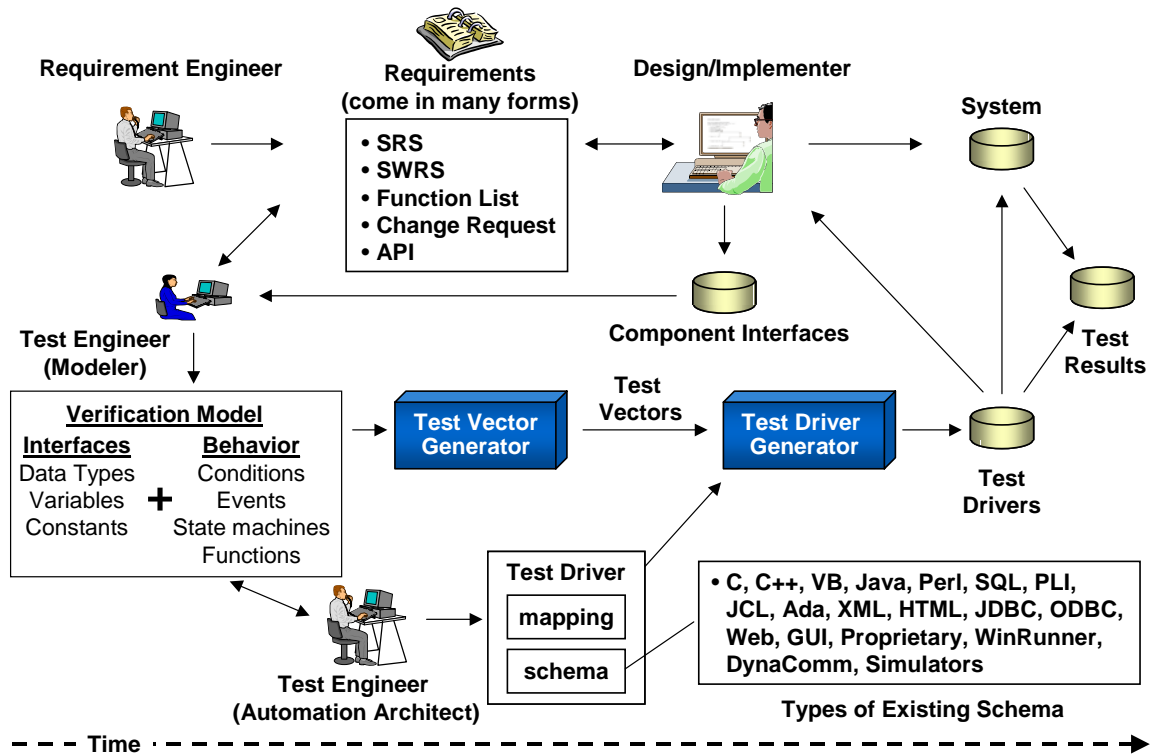 Requirement Engineer
Requirements
(come in many forms)
Design/Implementer
System
• SRS
• SWRS
• Function List
• Change Request
• API
Test Engineer
(Modeler)
Component Interfaces
Test
Results
Verification Model
Interfaces
Data Types
Variables
Constants
+
Behavior
Conditions
Events
State machines
Functions
Test Vector
Generator
Test
Vectors
Test Driver
Generator
Test
Drivers
Test Driver
mapping
schema
• C, C++, VB, Java, Perl, SQL, PLI,
JCL, Ada, XML, HTML, JDBC, ODBC,
Web, GUI, Proprietary, WinRunner,
DynaComm, Simulators
Test Engineer
(Automation Architect)
Types of Existing Schema
Time